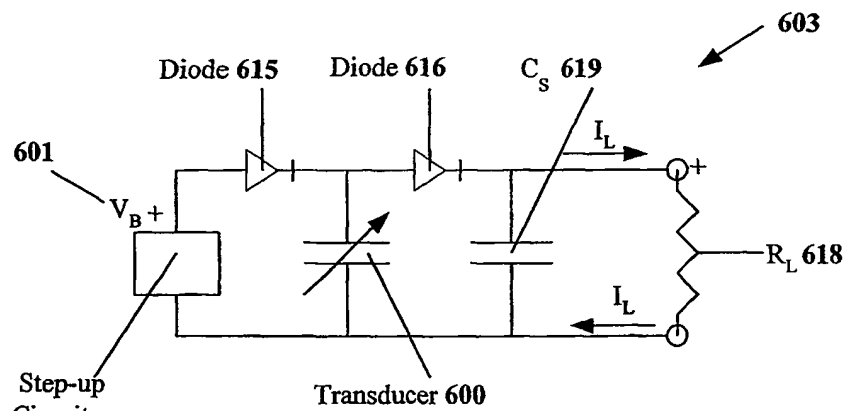 603
Diode 615
Diode 616
C_S 619
I_L
601
V_B +
+
R_L 618
I_L
Step-up
Circuit
Transducer 600